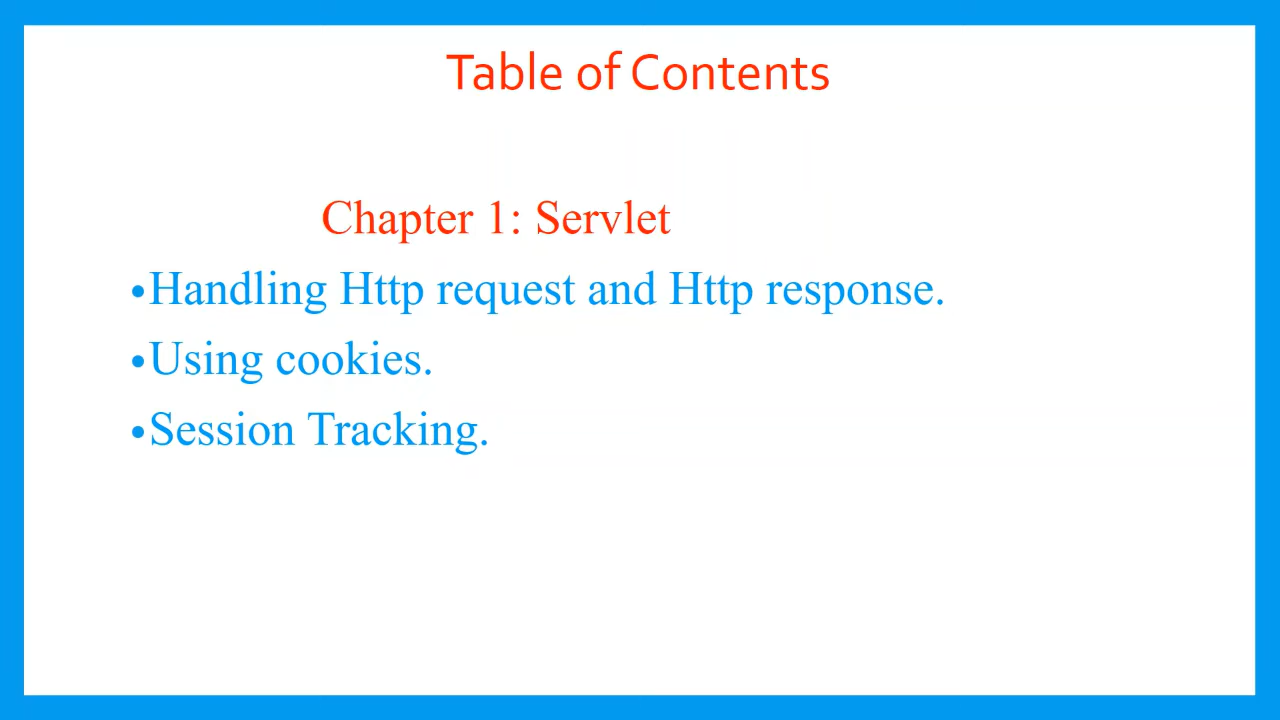 Table of Contents
Chapter 1: Servlet
•Handling Http request and Http response.
•Using cookies.
•Session Tracking.